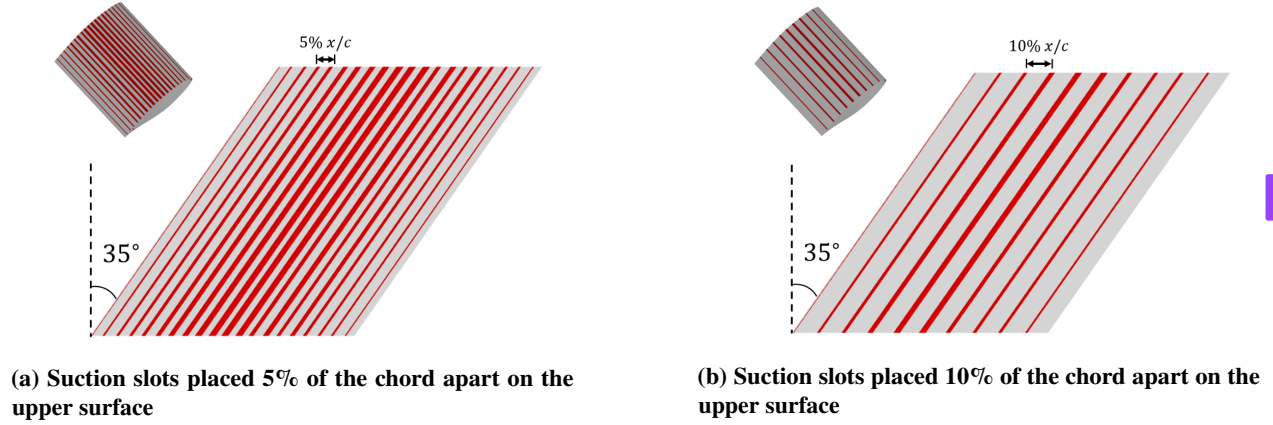 5% x/c
10% x/c
35°
35°
(a) Suction slots placed 5% of the chord apart on the
upper surface
(b) Suction slots placed 10% of the chord apart on the
upper surface